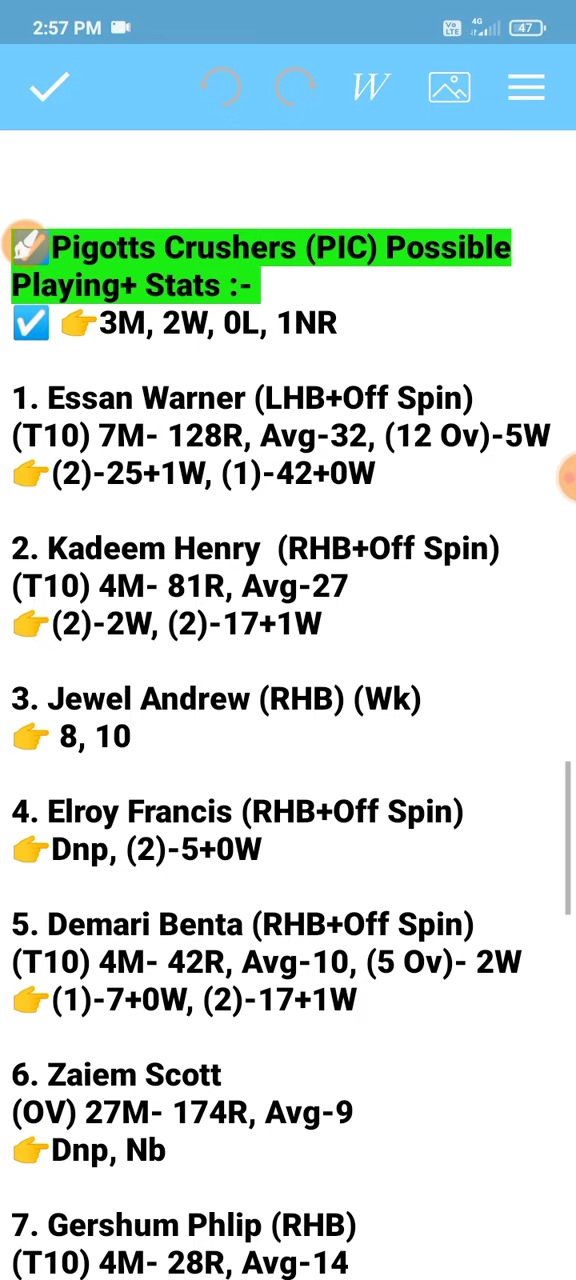 2:57 PM
Vo LTE 4G 47
W
Pigotts Crushers (PIC) Possible
Playing+ Stats :-
☑ 👉3M, 2W, 0L, 1NR
1. Essan Warner (LHB+Off Spin)
(T10) 7M- 128R, Avg-32, (12 Ov)-5W
👉(2)-25+1W, (1)-42+0W
2. Kadeem Henry (RHB+Off Spin)
(T10) 4M- 81R, Avg-27
👉(2)-2W, (2)-17+1W
3. Jewel Andrew (RHB) (Wk)
👉 8, 10
4. Elroy Francis (RHB+Off Spin)
👉Dnp, (2)-5+0W
5. Demari Benta (RHB+Off Spin)
(T10) 4M- 42R, Avg-10, (5 Ov)- 2W
👉(1)-7+0W, (2)-17+1W
6. Zaiem Scott
(OV) 27M- 174R, Avg-9
👉Dnp, Nb
7. Gershum Phlip (RHB)
(T10) 4M- 28R, Avg-14